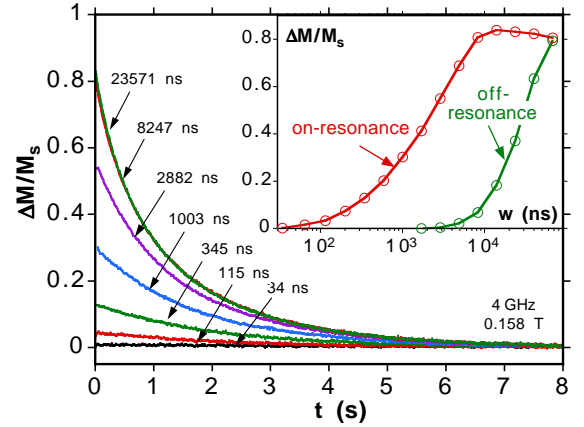 ΔM/Mₛ
1
0.8
0.6
0.4
0.2
0
0 1 2 3 4 5 6 7 8
t (s)
23571 ns
8247 ns
2882 ns
1003 ns
345 ns
115 ns
34 ns
4 GHz
0.158 T
ΔM/Mₛ
0.8
0.6
0.4
0.2
0
10² 10³ 10⁴
w (ns)
on-resonance
off-
resonance